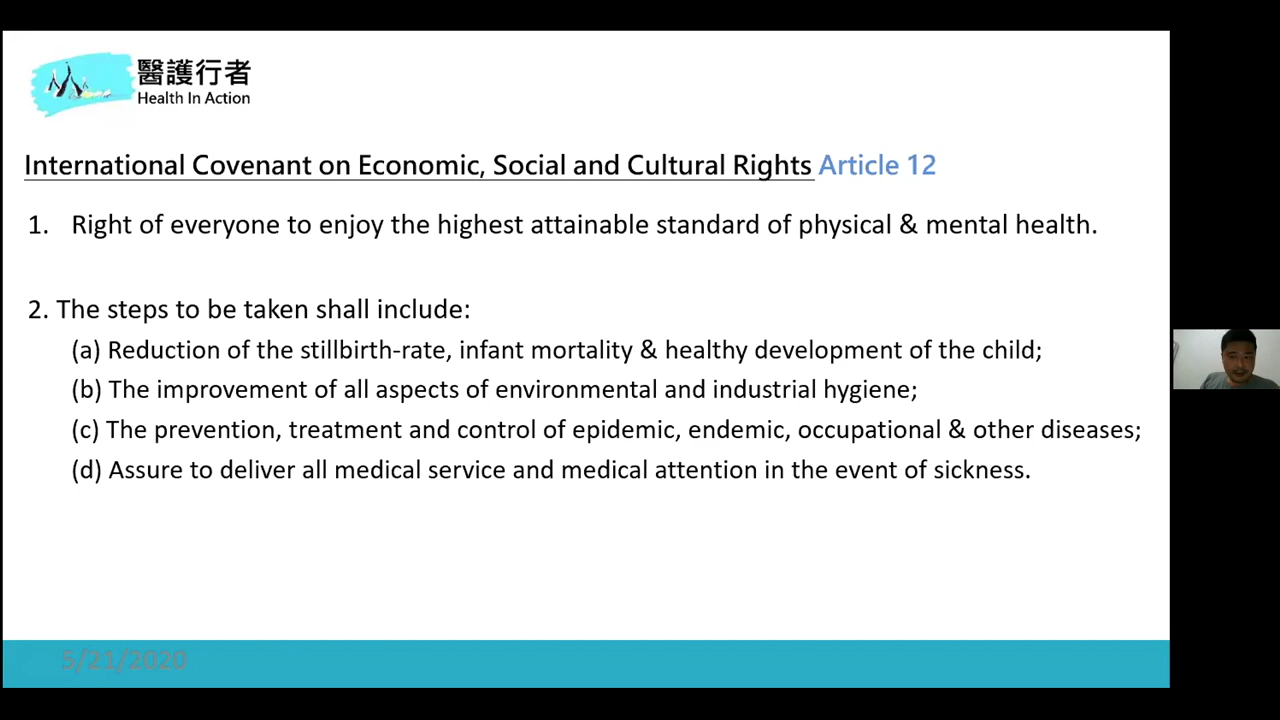 醫護行者
Health In Action
International Covenant on Economic, Social and Cultural Rights Article 12
1. Right of everyone to enjoy the highest attainable standard of physical & mental health.
2. The steps to be taken shall include:
(a) Reduction of the stillbirth-rate, infant mortality & healthy development of the child;
(b) The improvement of all aspects of environmental and industrial hygiene;
(c) The prevention, treatment and control of epidemic, endemic, occupational & other diseases;
(d) Assure to deliver all medical service and medical attention in the event of sickness.
5/21/2020